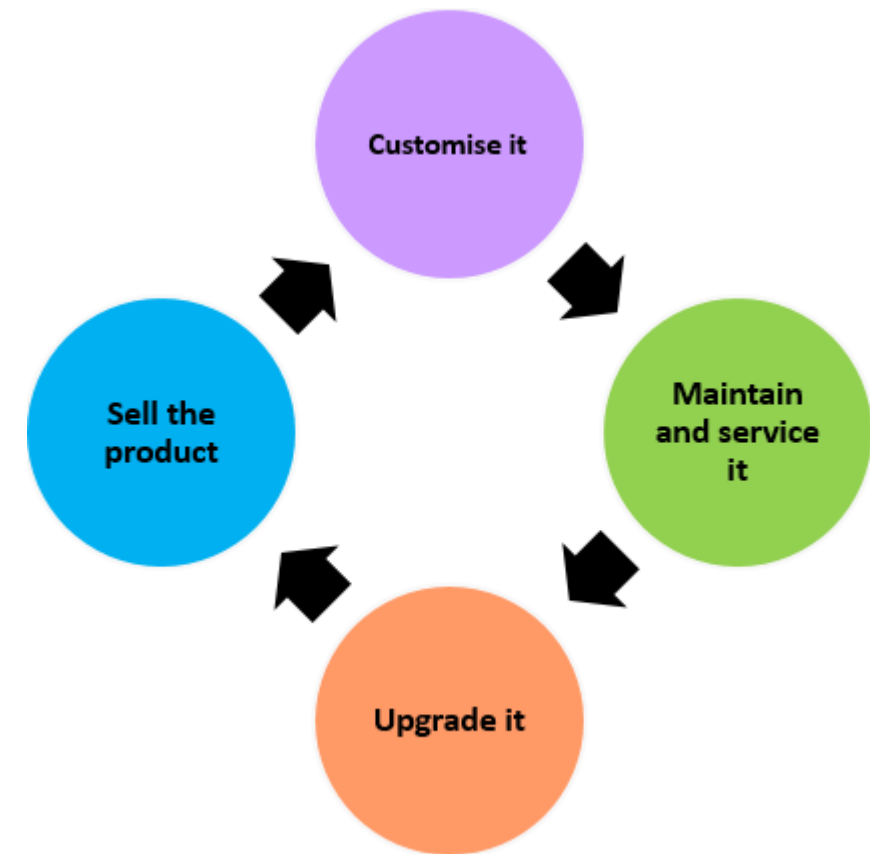 Customise it
Maintain
and service
it
Upgrade it
Sell the
product